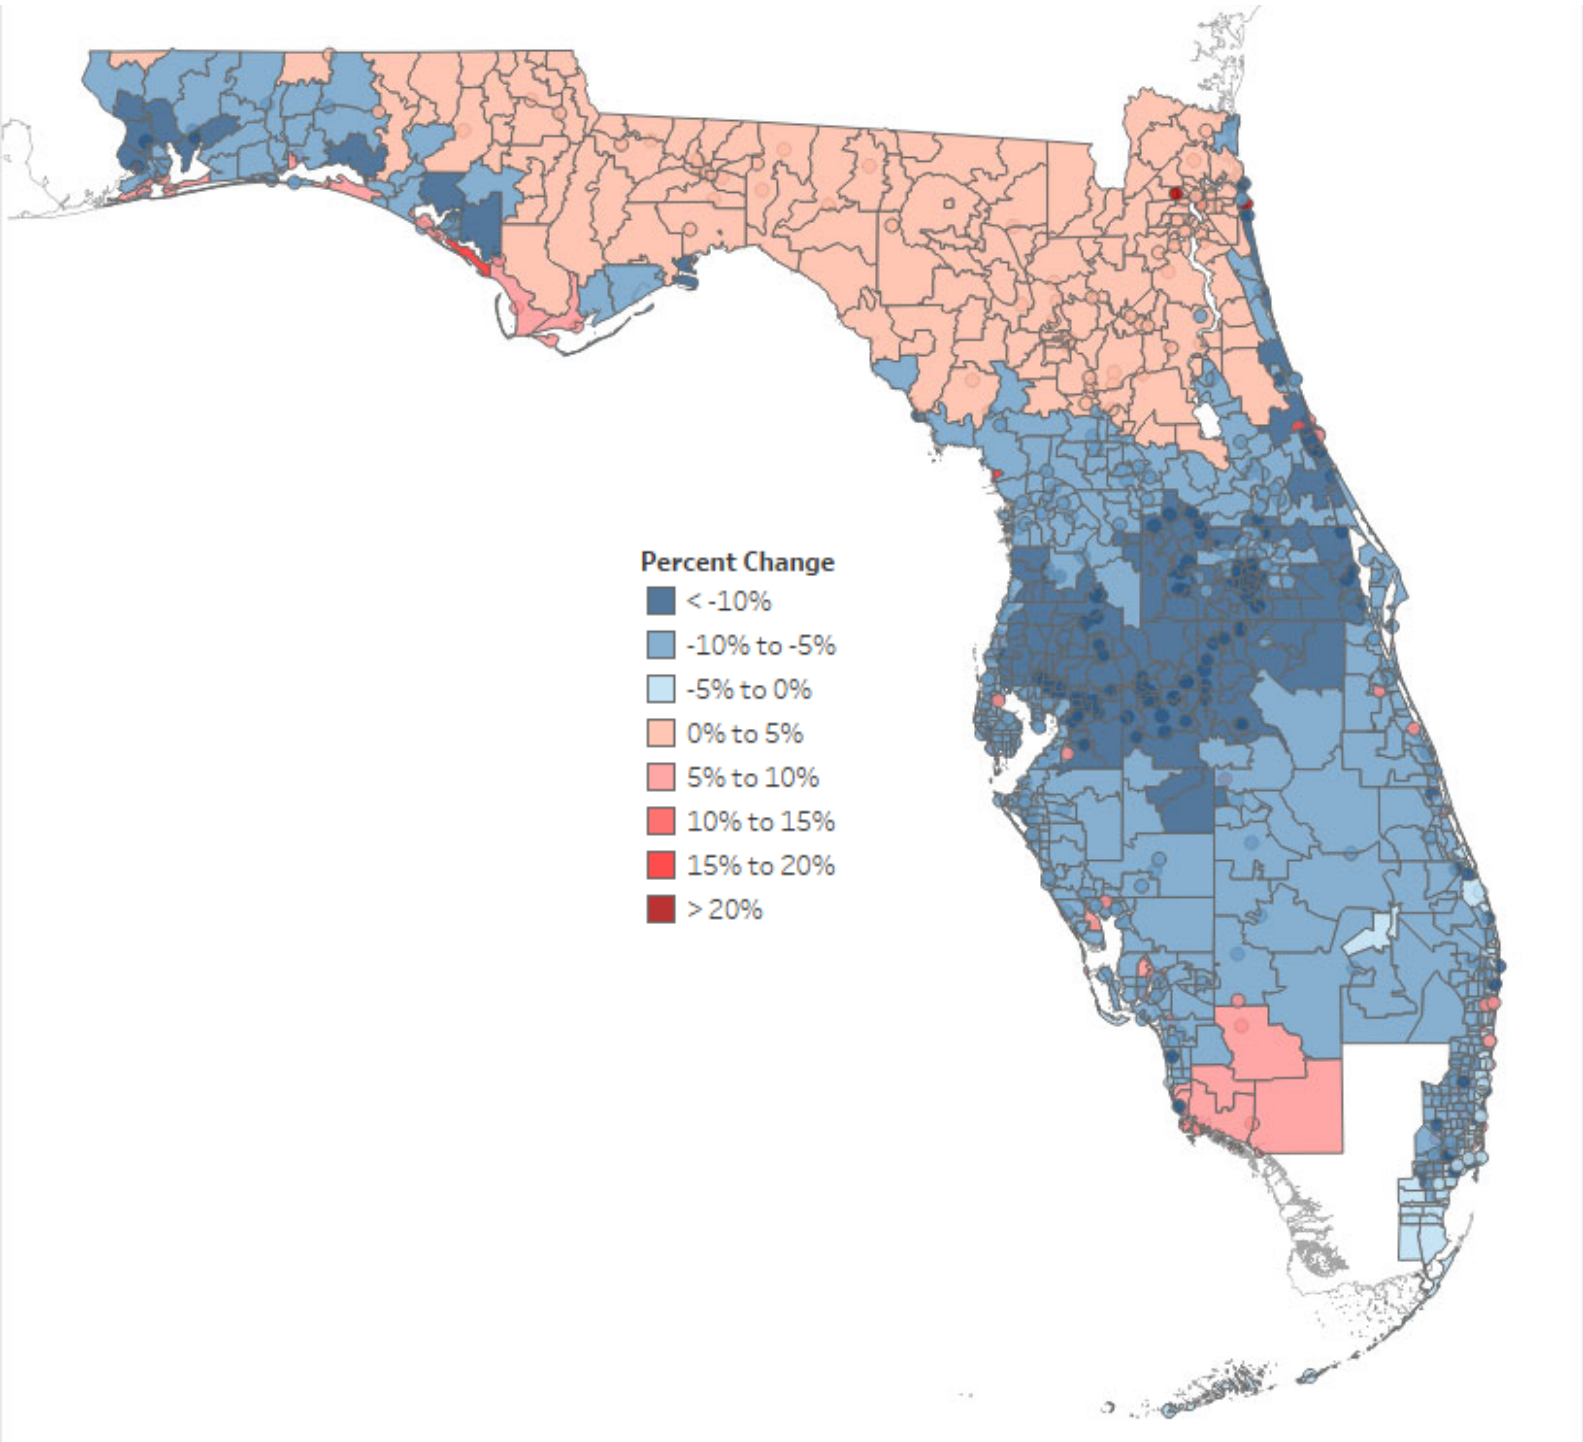 Percent Change
< -10%
-10% to -5%
-5% to 0%
0% to 5%
5% to 10%
10% to 15%
15% to 20%
> 20%